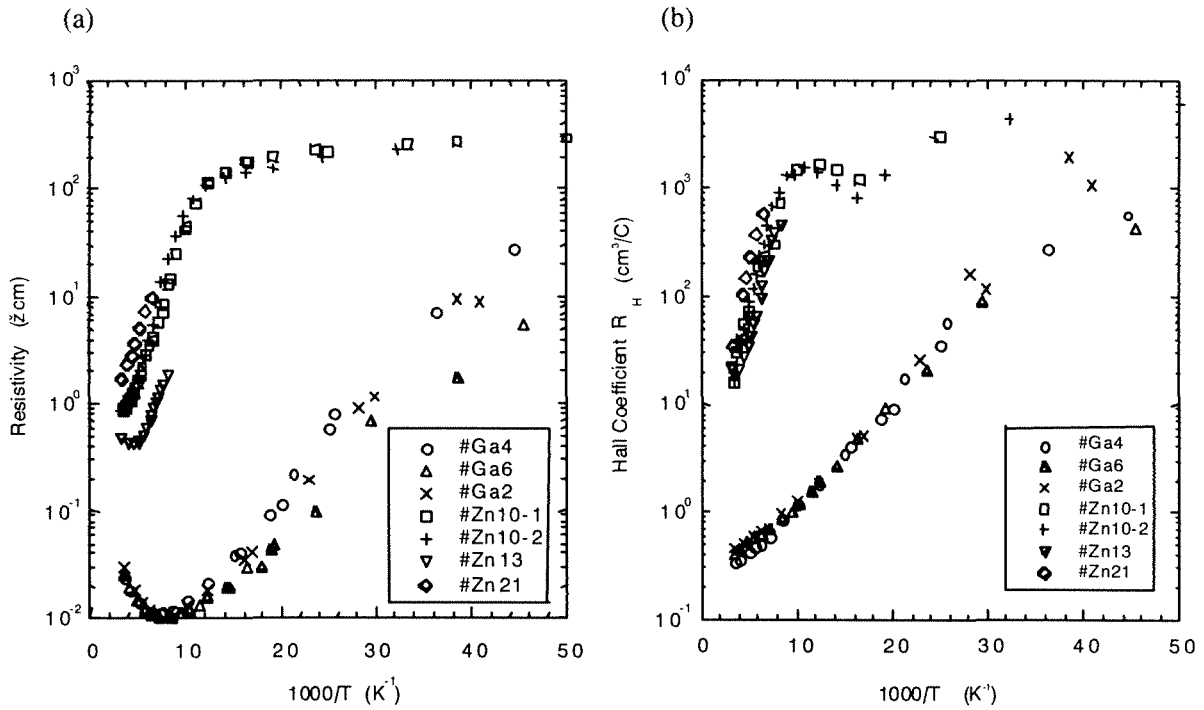 (a)
10³
10²
10¹
10⁰
10⁻¹
10⁻²
0 10 20 30 40 50
Resistivity (ž cm)
1000/T (K⁻¹)
#Ga4
#Ga6
#Ga2
#Zn10-1
#Zn10-2
#Zn13
#Zn21
(b)
10⁴
10³
10²
10¹
10⁰
10⁻¹
0 10 20 30 40 50
Hall Coefficient R_H (cm³/C)
1000/T (K⁻¹)
#Ga4
#Ga6
#Ga2
#Zn10-1
#Zn10-2
#Zn13
#Zn21